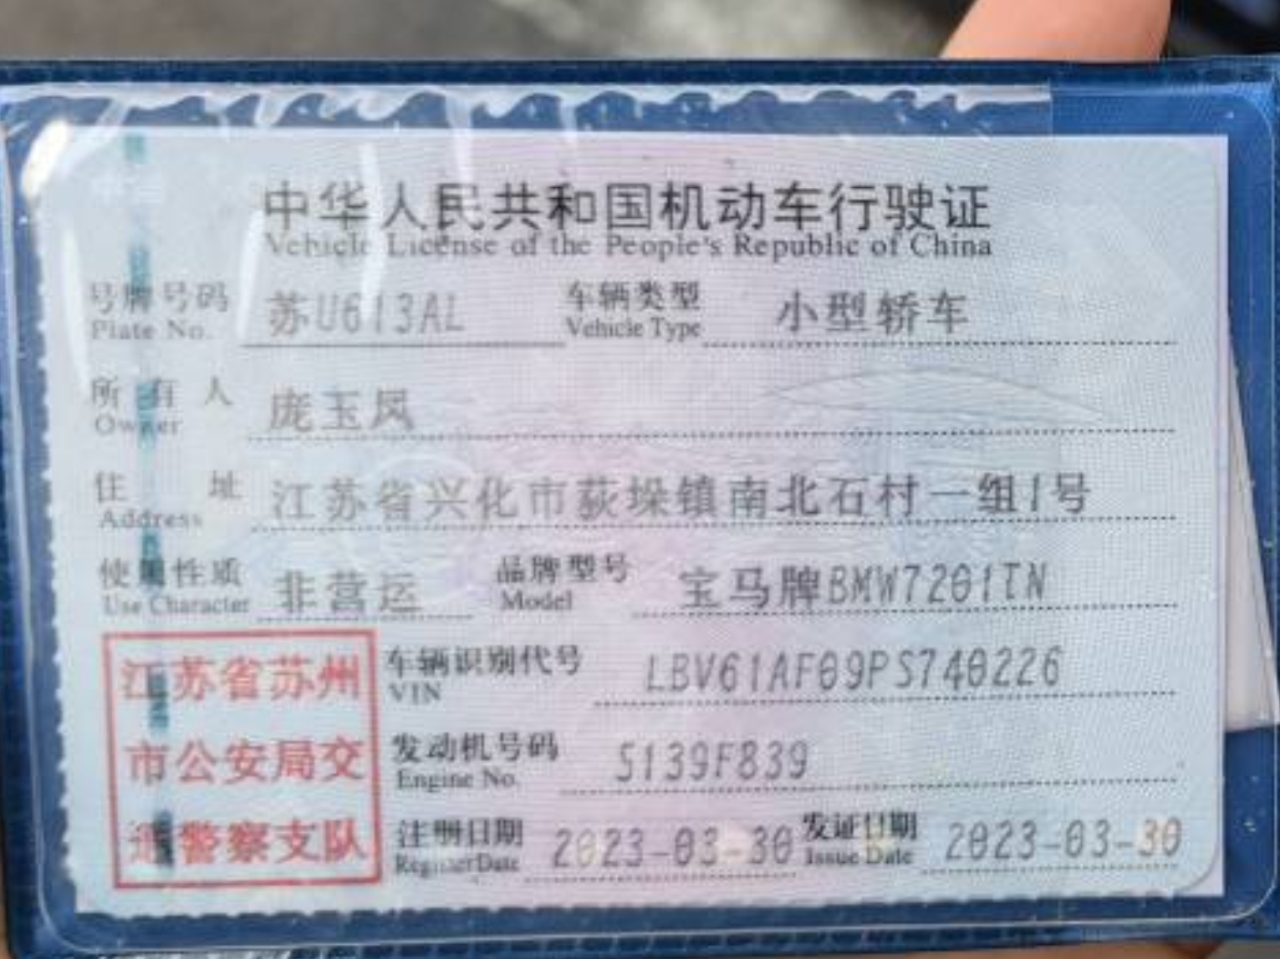 中华人民共和国机动车行驶证
Vehicle License of the People's Republic of China
号牌号码 苏U613AL 车辆类型 小型轿车
Plate No. Vehicle Type
所有人 庞玉凤
Owner
住址 江苏省兴化市荻垛镇南北石村一组1号
Address
使用性质 非营运 品牌型号 宝马牌BMW7201TN
Use Character Model
江苏省苏州 车辆识别代号 LBV61AF09PS740226
VIN
市公安局交 发动机号码 5139F839
Engine No.
通警察支队 注册日期 2023-03-30 发证日期 2023-03-30
Register Date Issue Date